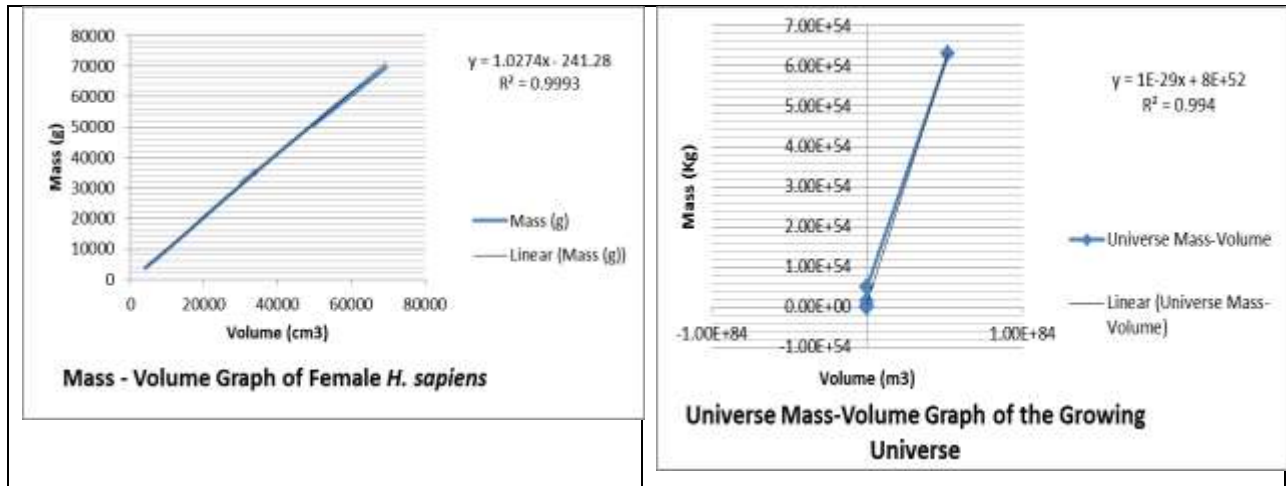 80000
70000
60000
50000
40000
30000
20000
10000
0
Mass (g)
0 20000 40000 60000 80000
Volume (cm3)
y = 1.0274x - 241.28
R² = 0.9993
Mass (g)
Linear (Mass (g))
Mass - Volume Graph of Female H. sapiens
7.00E+54
6.00E+54
5.00E+54
4.00E+54
3.00E+54
2.00E+54
1.00E+54
0.00E+00
-1.00E+54
Mass (Kg)
-1.00E+84 1.00E+84
Volume (m3)
y = 1E-29x + 8E+52
R² = 0.994
Universe Mass-Volume
Linear (Universe Mass-
Volume)
Universe Mass-Volume Graph of the Growing
Universe